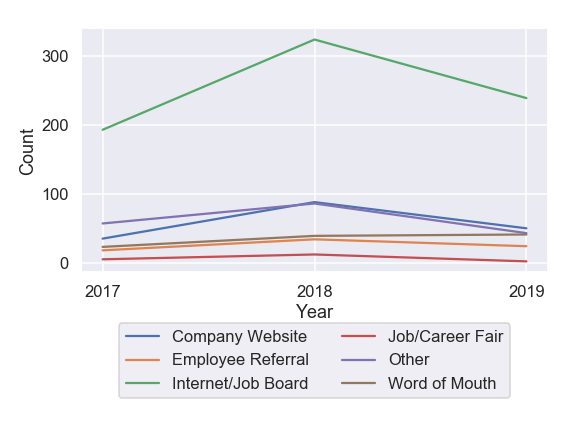 300
200
100
0
Count
2017 2018 2019
Year
Company Website Job/Career Fair
Employee Referral Other
Internet/Job Board Word of Mouth